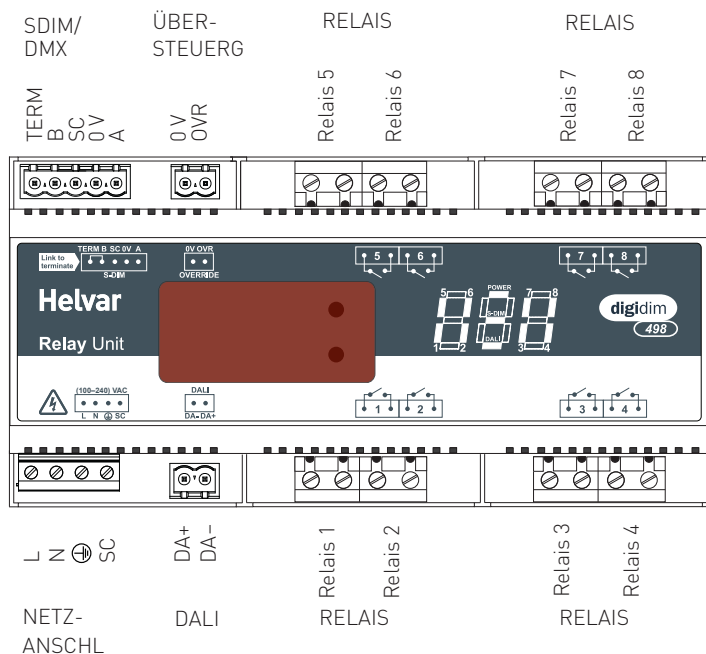 SDIM/
DMX
ÜBER-
STEUERG
RELAIS
RELAIS
TERM
B
SC
0 V
A
0 V
OVR
Relais 5
Relais 6
Relais 7
Relais 8
Link to
terminate
TERM B SC 0V A
S-DIM
0V OVR
OVERRIDE
5 6
7 8
Helvar
Relay Unit
5 6 POWER 7 8
S-DIM
DALI
1 2 3 4
digidim
498
(100–240) VAC
L N SC
DALI
DA- DA+
1 2
3 4
L
N
SC
DA+
DA–
Relais 1
Relais 2
Relais 3
Relais 4
NETZ-
ANSCHL
DALI
RELAIS
RELAIS